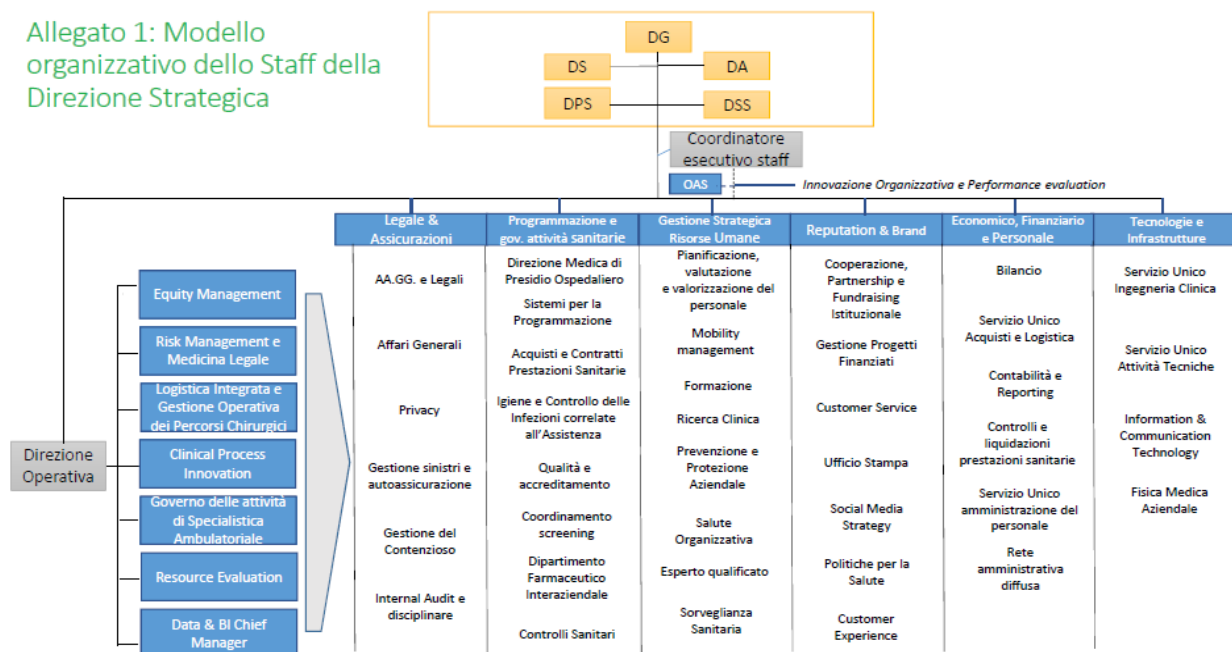 Allegato 1: Modello
organizzativo dello Staff della
Direzione Strategica
DG
DS
DA
DPS
DSS
Coordinatore
esecutivo staff
OAS
Innovazione Organizzativa e Performance evaluation
Direzione
Operativa
Equity Management
Risk Management e
Medicina Legale
Logistica Integrata e
Gestione Operativa
dei Percorsi Chirurgici
Clinical Process
Innovation
Governo delle attività
di Specialistica
Ambulatoriale
Resource Evaluation
Data & BI Chief
Manager
Legale &
Assicurazioni
AA.GG. e Legali
Affari Generali
Privacy
Gestione sinistri e
autoassicurazione
Gestione del
Contenzioso
Internal Audit e
disciplinare
Programmazione e
gov. attività sanitarie
Direzione Medica di
Presidio Ospedaliero
Sistemi per la
Programmazione
Acquisti e Contratti
Prestazioni Sanitarie
Igiene e Controllo delle
Infezioni correlate
all'Assistenza
Qualità e
accreditamento
Coordinamento
screening
Dipartimento
Farmaceutico
Interaziendale
Controlli Sanitari
Gestione Strategica
Risorse Umane
Pianificazione,
valutazione
e valorizzazione del
personale
Mobility
management
Formazione
Ricerca Clinica
Prevenzione e
Protezione
Aziendale
Salute
Organizzativa
Esperto qualificato
Sorveglianza
Sanitaria
Reputation & Brand
Cooperazione,
Partnership e
Fundraising
Istituzionale
Gestione Progetti
Finanziati
Customer Service
Ufficio Stampa
Social Media
Strategy
Politiche per la
Salute
Customer
Experience
Economico, Finanziario
e Personale
Bilancio
Servizio Unico
Acquisti e Logistica
Contabilità e
Reporting
Controlli e
liquidazioni
prestazioni sanitarie
Servizio Unico
amministrazione del
personale
Rete
amministrativa
diffusa
Tecnologie e
Infrastrutture
Servizio Unico
Ingegneria Clinica
Servizio Unico
Attività Tecniche
Information &
Communication
Technology
Fisica Medica
Aziendale